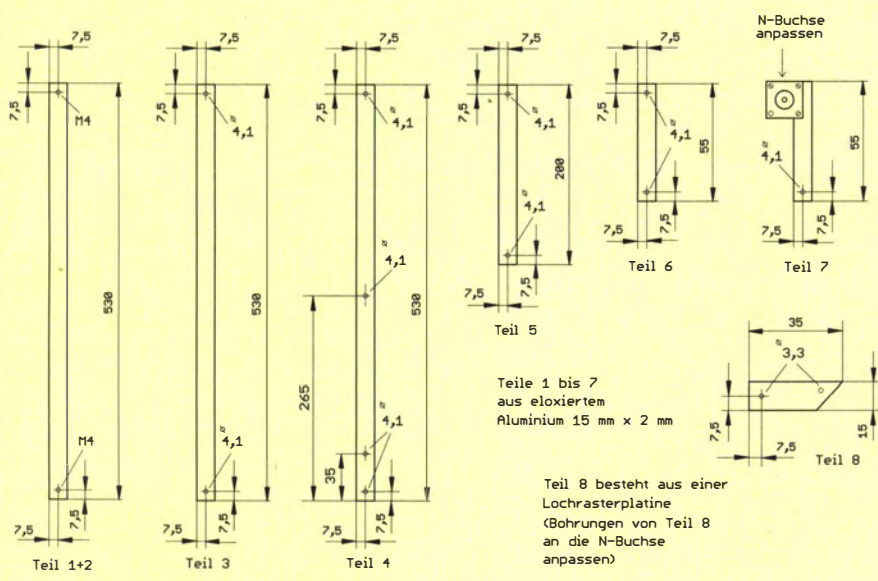 7,5
7,5
M4
530
M4
7,5
7,5
Teil 1+2
7,5
7,5
ø
4,1
530
ø
4,1
7,5
7,5
Teil 3
7,5
7,5
ø
4,1
ø
4,1
530
265
ø
4,1
35
7,5
7,5
Teil 4
7,5
7,5
ø
4,1
200
ø
4,1
7,5
7,5
Teil 5
7,5
7,5
ø
4,1
55
7,5
7,5
Teil 6
N-Buchse
anpassen
ø
4,1
55
7,5
7,5
Teil 7
35
ø
3,3
7,5
15
7,5
Teil 8
Teile 1 bis 7
aus eloxiertem
Aluminium 15 mm x 2 mm
Teil 8 besteht aus einer
Lochrasterplatine
(Bohrungen von Teil 8
an die N-Buchse
anpassen)